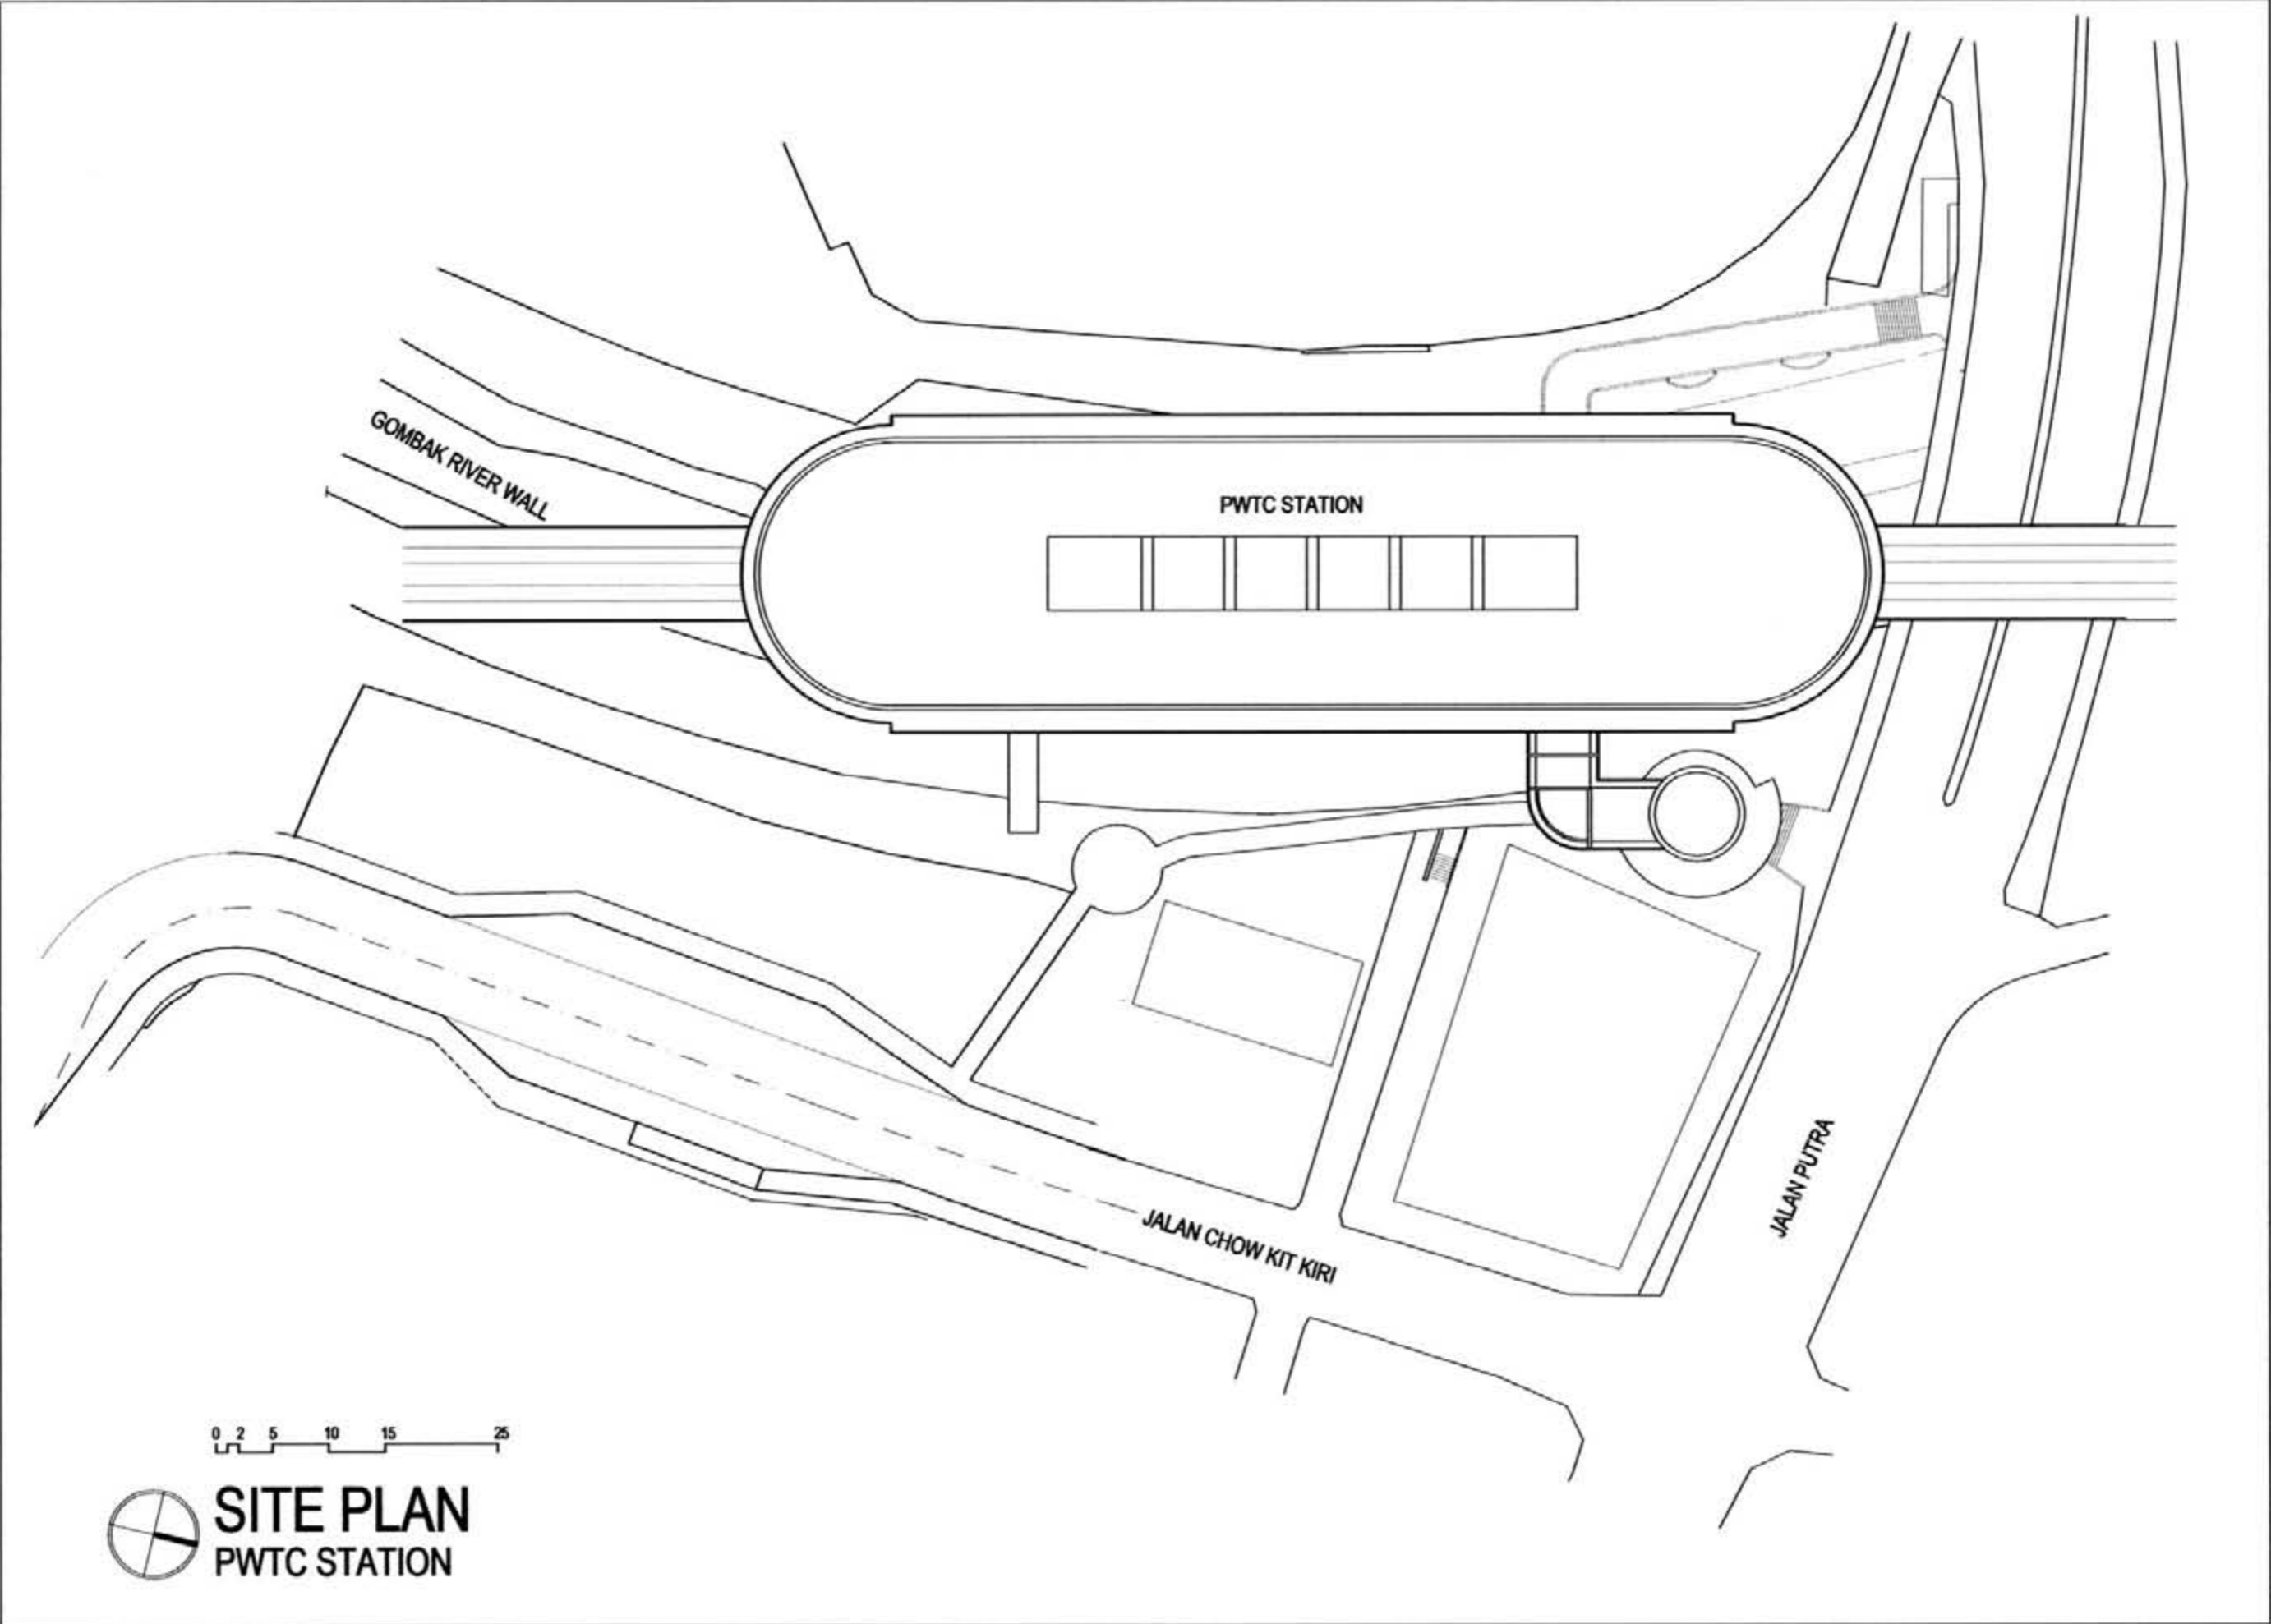 GOMBAK RIVER WALL
PWTC STATION
JALAN PUTRA
JALAN CHOW KIT KIRI
0 2 5 10 15 25
SITE PLAN
PWTC STATION